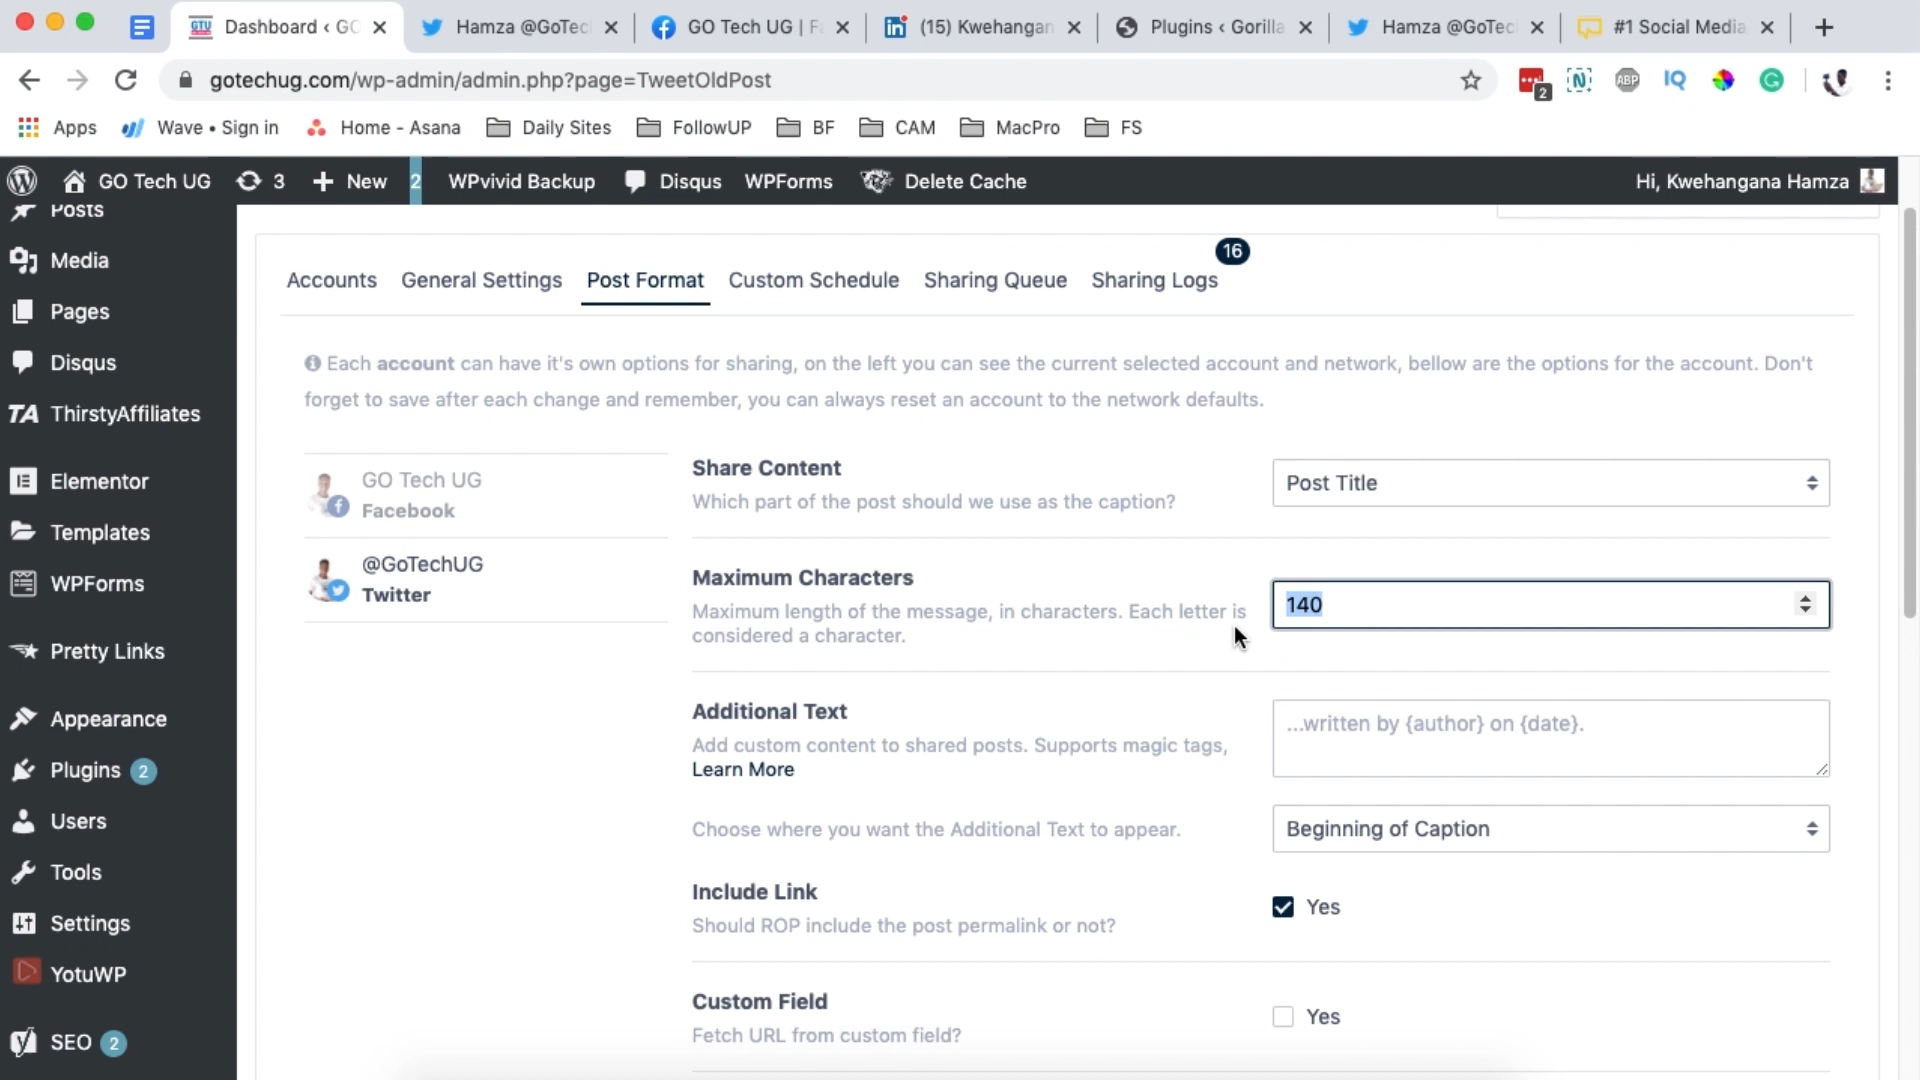 Dashboard ‹ GO
Hamza @GoTec
GO Tech UG | F
(15) Kwehangan
Plugins ‹ Gorilla
Hamza @GoTec
#1 Social Media
gotechug.com/wp-admin/admin.php?page=TweetOldPost
2
ABP
IQ
Apps
Wave • Sign in
Home - Asana
Daily Sites
FollowUP
BF
CAM
MacPro
FS
GO Tech UG
3
New
2
WPvivid Backup
Disqus
WPForms
Delete Cache
Hi, Kwehangana Hamza
Posts
Media
Pages
Disqus
TA ThirstyAffiliates
Elementor
Templates
WPForms
Pretty Links
Appearance
Plugins 2
Users
Tools
Settings
YotuWP
SEO 2
16
Accounts
General Settings
Post Format
Custom Schedule
Sharing Queue
Sharing Logs
Each account can have it's own options for sharing, on the left you can see the current selected account and network, bellow are the options for the account. Don't
forget to save after each change and remember, you can always reset an account to the network defaults.
GO Tech UG
Facebook
@GoTechUG
Twitter
Share Content
Which part of the post should we use as the caption?
Post Title
Maximum Characters
Maximum length of the message, in characters. Each letter is
considered a character.
140
Additional Text
Add custom content to shared posts. Supports magic tags,
Learn More
...written by {author} on {date}.
Choose where you want the Additional Text to appear.
Beginning of Caption
Include Link
Should ROP include the post permalink or not?
Yes
Custom Field
Fetch URL from custom field?
Yes